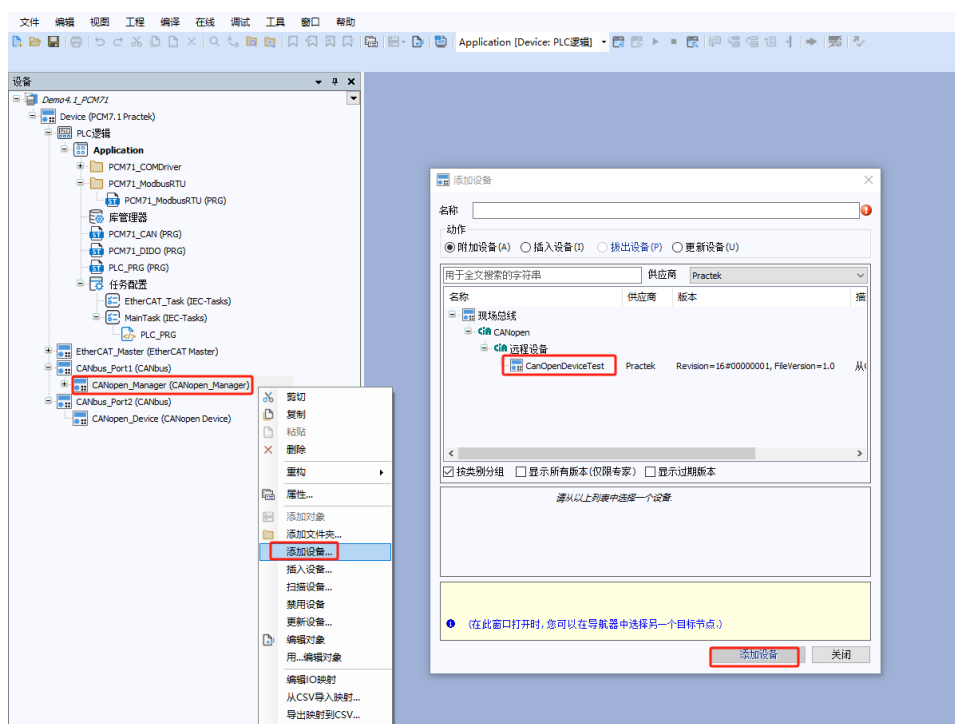 文件 编辑 视图 工程 编译 在线 调试 工具 窗口 帮助
Application [Device: PLC逻辑]
设备
Demo4.1_PCM71
Device (PCM7.1 Practek)
PLC逻辑
Application
PCM71_COMDriver
PCM71_ModbusRTU
PCM71_ModbusRTU (PRG)
库管理器
PCM71_CAN (PRG)
PCM71_DIDO (PRG)
PLC_PRG (PRG)
任务配置
EtherCAT_Task (IEC-Tasks)
MainTask (IEC-Tasks)
PLC_PRG
EtherCAT_Master (EtherCAT Master)
CANbus_Port1 (CANbus)
CANopen_Manager (CANopen_Manager)
CANbus_Port2 (CANbus)
CANopen_Device (CANopen Device)
剪切
复制
粘贴
删除
重构
属性...
添加对象
添加文件夹...
添加设备...
插入设备...
扫描设备...
禁用设备
更新设备...
编辑对象
用...编辑对象
编辑IO映射
从CSV导入映射...
导出映射到CSV...
添加设备
名称
动作
附加设备(A) 插入设备(I) 拔出设备(P) 更新设备(U)
用于全文搜索的字符串 供应商 Practek
名称 供应商 版本 描
现场总线
CiA CANopen
CiA 远程设备
CanOpenDeviceTest Practek Revision=16#00000001, FileVersion=1.0 从C
按类别分组 显示所有版本(仅限专家) 显示过期版本
请从以上列表中选择一个设备
(在此窗口打开时,您可以在导航器中选择另一个目标节点.)
添加设备 关闭